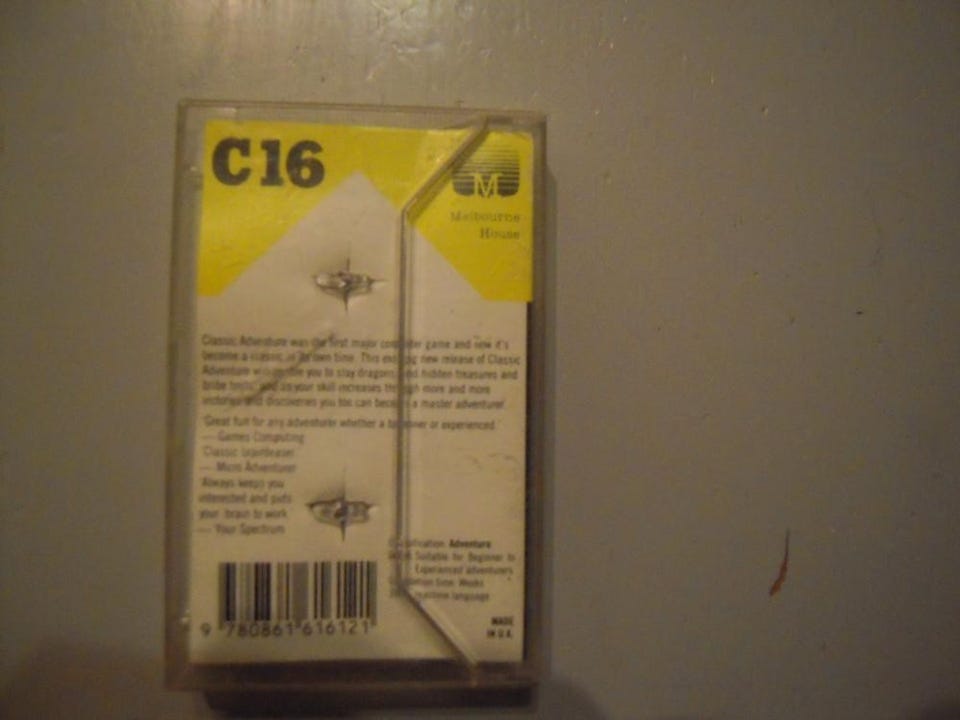 C16
M
Melbourne
House
Classic Adventure was the first major computer game and now it's
become a classic in its own time. This exciting new release of Classic
Adventure will you to slay dragons, hidden treasures and
bribe trolls, and as your skill increases through more and more
victories and discoveries you too can become a master adventurer!
'Great fun for any adventurer whether a beginner or experienced.'
— Games Computing
'Classic brainteaser'
— Micro Adventurer
'Always keeps you
interested and puts
your brain to work
— Your Spectrum
Classification: Adventure
Suitable for Beginner to
Experienced adventurers
time: Weeks
machine language
9 780861 616121
MADE
IN U.K.